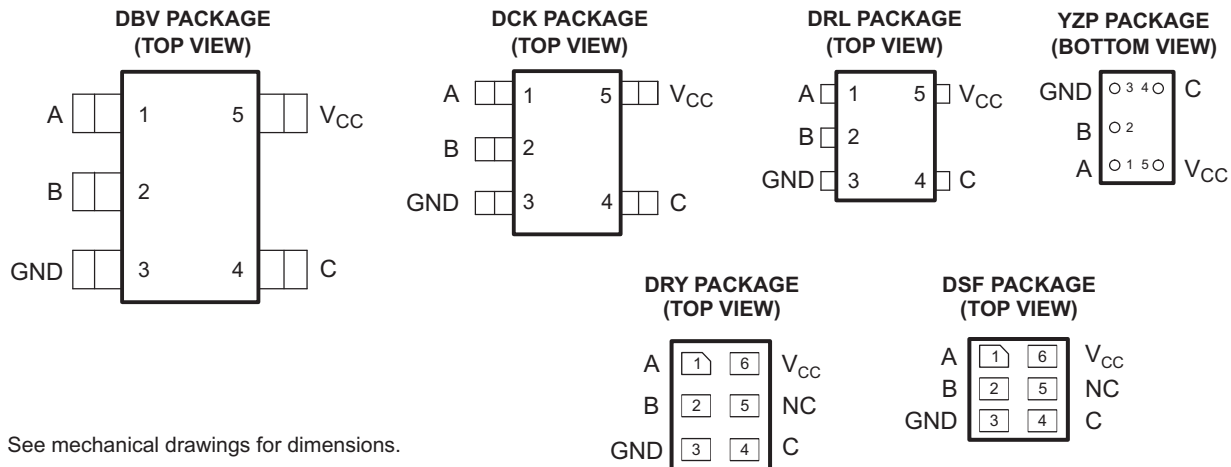 DBV PACKAGE
(TOP VIEW)
A 1 5 VCC
B 2
GND 3 4 C
DCK PACKAGE
(TOP VIEW)
A 1 5 VCC
B 2
GND 3 4 C
DRL PACKAGE
(TOP VIEW)
A 1 5 VCC
B 2
GND 3 4 C
YZP PACKAGE
(BOTTOM VIEW)
GND 3 4 C
B 2
A 1 5 VCC
DRY PACKAGE
(TOP VIEW)
A 1 6 VCC
B 2 5 NC
GND 3 4 C
DSF PACKAGE
(TOP VIEW)
A 1 6 VCC
B 2 5 NC
GND 3 4 C
See mechanical drawings for dimensions.